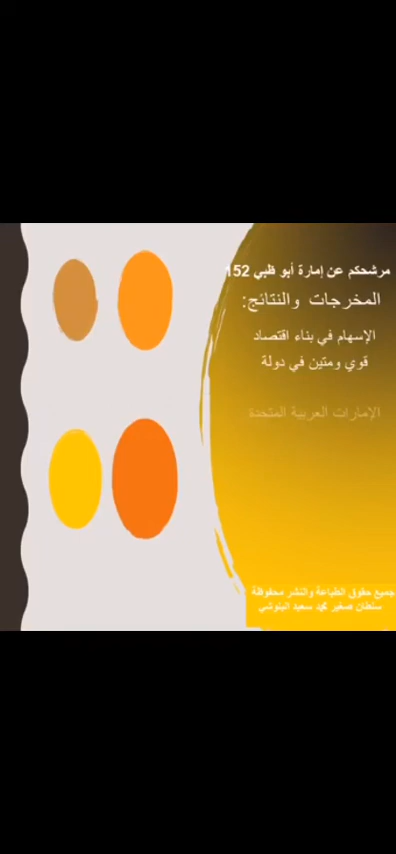 مرشحكم عن إمارة أبو ظبي 152
المخرجات والنتائج:
الإسهام في بناء اقتصاد
قوي ومتين في دولة
الإمارات العربية المتحدة
جميع حقوق الطباعة والنشر محفوظة
سلطان صغير محمد سعيد البلوشي